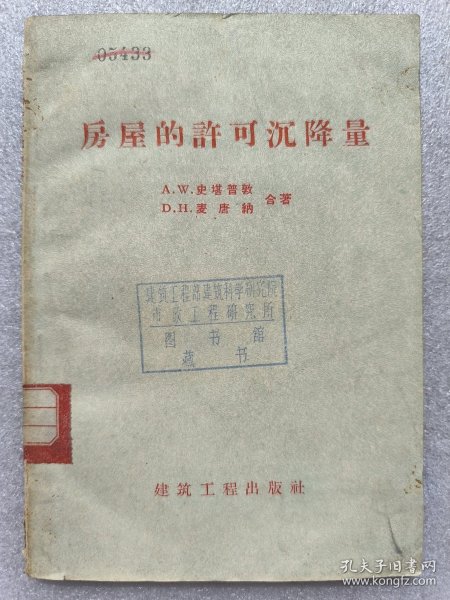 05433
房屋的許可沉降量
A.W.史堪普敦
D.H.麦唐納 合著
建筑工程部建筑科学研究院
市政工程研究所
图书馆
藏书
建筑工程出版社
孔夫子旧书网
www.kongfz.com